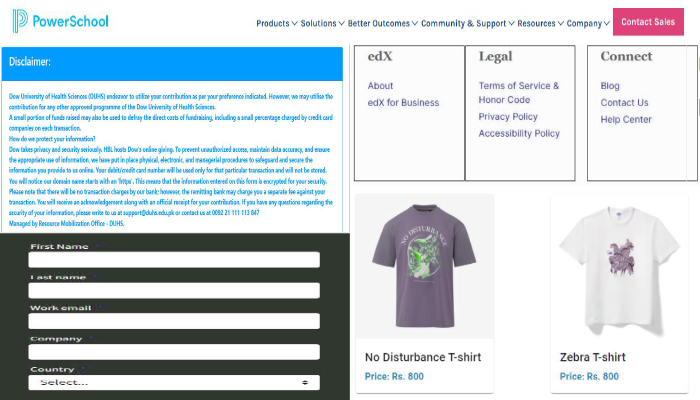 PowerSchool
Products Solutions Better Outcomes Community & Support Resources Company Contact Sales
Disclaimer:
Dow University of Health Sciences (DUHS) endeavor to utilize your contribution as per your preference indicated. However, we may utilise the
contribution for any other approved programme of the Dow University of Health Sciences.
A small portion of funds raised may also be used to defray the direct costs of fundraising, including a small percentage charged by credit card
companies on each transaction.
How do we protect your information?
Dow takes privacy and security seriously. HBL hosts Dow's online giving. To prevent unauthorized access, maintain data accuracy, and ensure
the appropriate use of information, we have put in place physical, electronic, and managerial procedures to safeguard and secure the
information you provide to us online. Your debit/credit card number will be used only for that particular transaction and will not be stored.
You will notice our domain name starts with an 'https'. This means that the information entered on this form is encrypted for your security.
Please note that there will be no transaction charges by our bank; however, the remitting bank may charge you a separate fee against your
transaction. You will receive an acknowledgement along with an official receipt for your contribution. If you have any questions regarding the
security of your information, please write to us at support@duhs.edu.pk or contact us at 0092 21 111 113 847
Managed by Resource Mobilization Office - DUHS.
edX
About
edX for Business
Legal
Terms of Service &
Honor Code
Privacy Policy
Accessibility Policy
Connect
Blog
Contact Us
Help Center
First Name *
Last name *
Work email *
Company *
Country *
Select...
NO DISTURBANCE
No Disturbance T-shirt
Price: Rs. 800
Zebra T-shirt
Price: Rs. 800